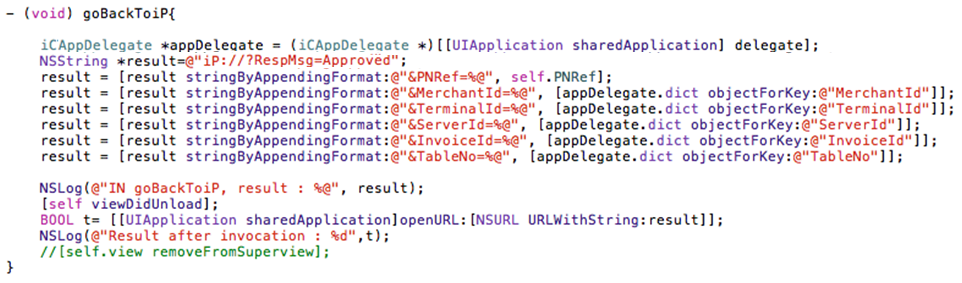 - (void) goBackToiP{
iCAppDelegate *appDelegate = (iCAppDelegate *)[[UIApplication sharedApplication] delegate];
NSString *result=@"iP://?RespMsg=Approved";
result = [result stringByAppendingFormat:@"&PNRef=%@", self.PNRef];
result = [result stringByAppendingFormat:@"&MerchantId=%@", [appDelegate.dict objectForKey:@"MerchantId"]];
result = [result stringByAppendingFormat:@"&TerminalId=%@", [appDelegate.dict objectForKey:@"TerminalId"]];
result = [result stringByAppendingFormat:@"&ServerId=%@", [appDelegate.dict objectForKey:@"ServerId"]];
result = [result stringByAppendingFormat:@"&InvoiceId=%@", [appDelegate.dict objectForKey:@"InvoiceId"]];
result = [result stringByAppendingFormat:@"&TableNo=%@", [appDelegate.dict objectForKey:@"TableNo"]];
NSLog(@"IN goBackToiP, result : %@", result);
[self viewDidUnload];
BOOL t= [[UIApplication sharedApplication]openURL:[NSURL URLWithString:result]];
NSLog(@"Result after invocation : %d",t);
//[self.view removeFromSuperview];
}